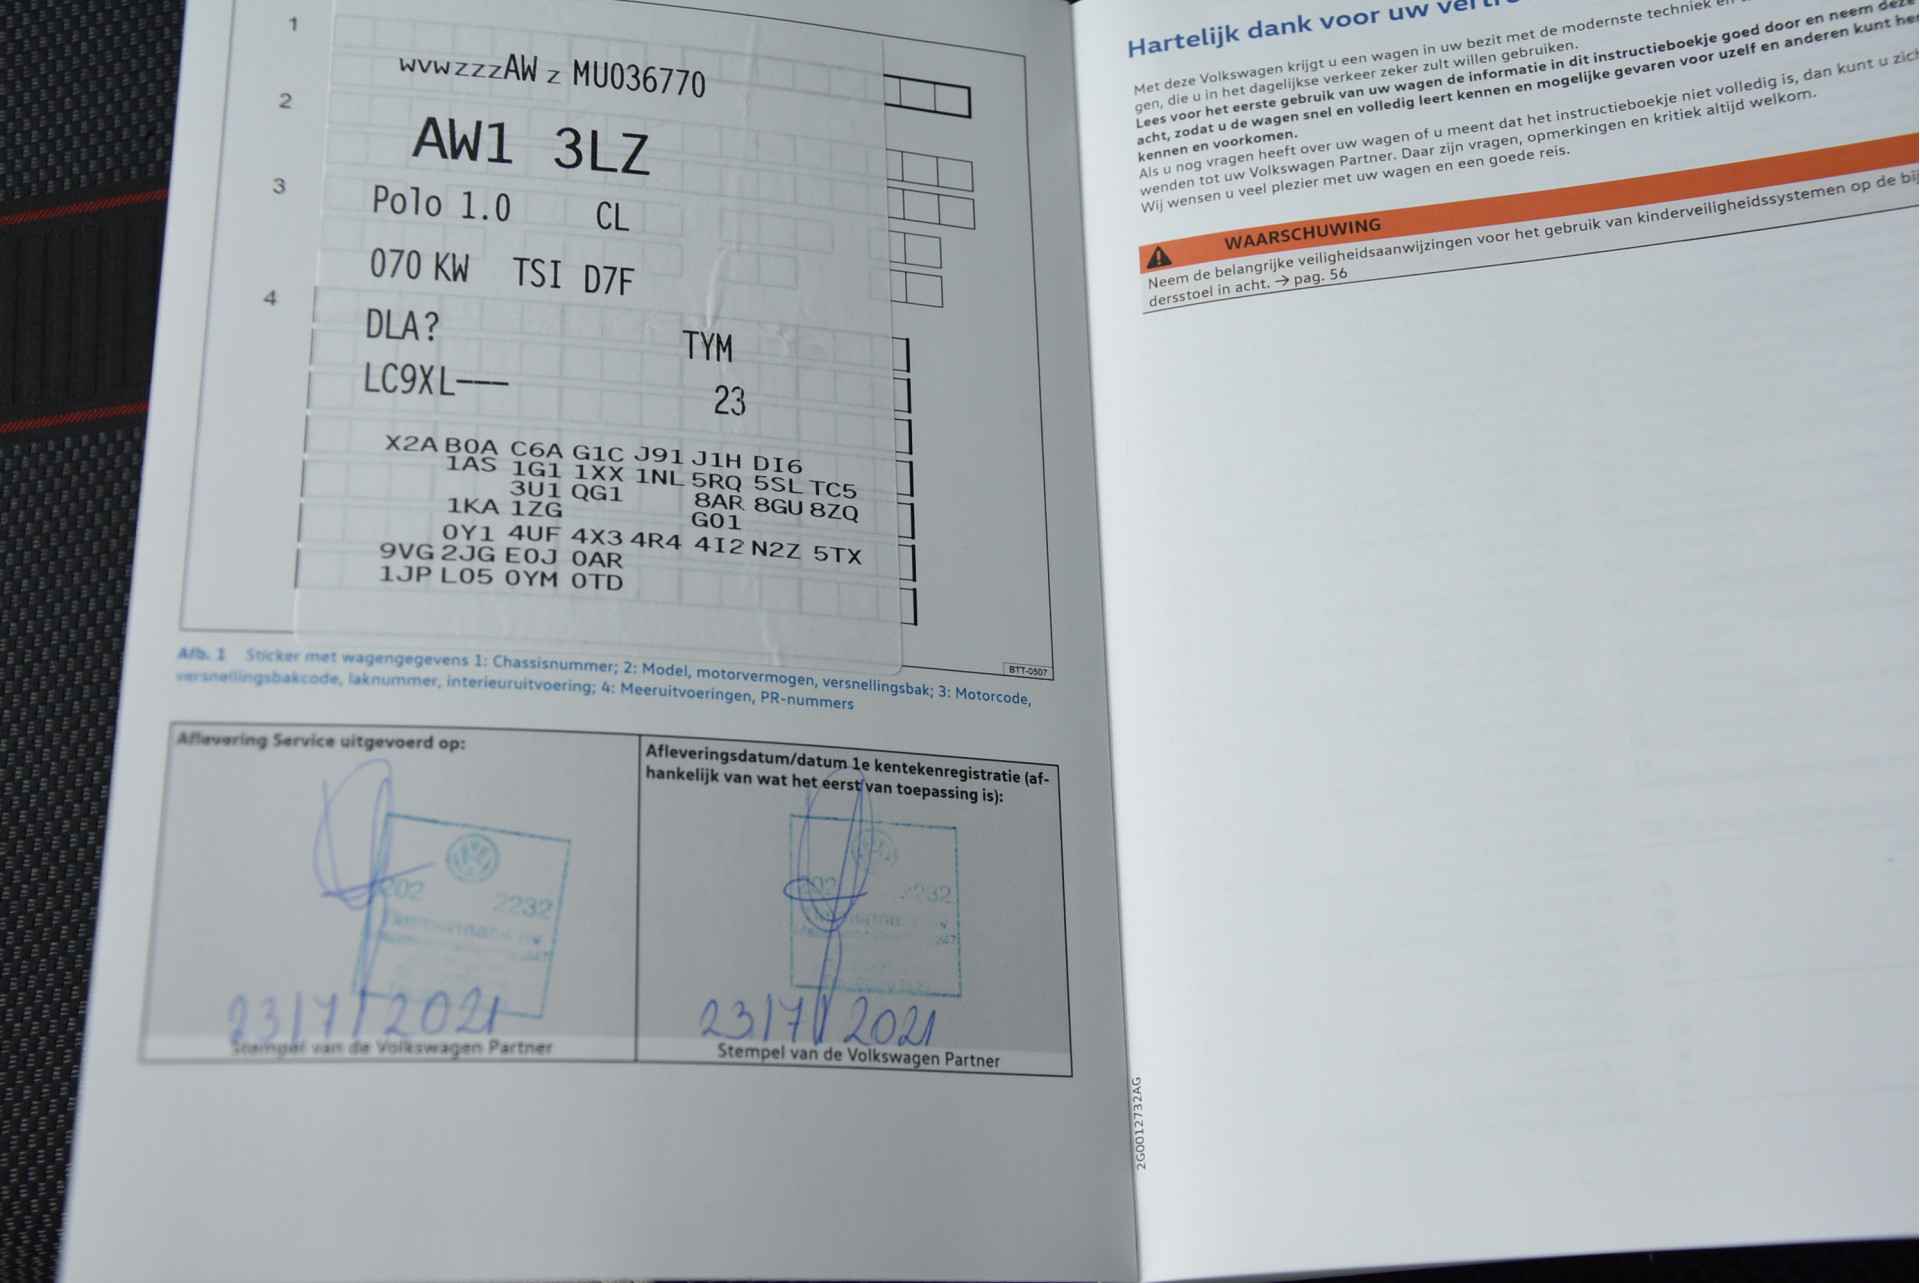 1
wvwzzzAW z MU036770
2
AW1 3LZ
3
Polo 1.0 CL
070 KW TSI D7F
4
DLA? TYM
LC9XL--- 23
X2A B0A C6A G1C J91 J1H DI6
1AS 1G1 1XX 1NL 5RQ 5SL TC5
3U1 QG1 8AR 8GU 8ZQ
1KA 1ZG G01
0Y1 4UF 4X3 4R4 4I2 N2Z 5TX
9VG 2JG E0J 0AR
1JP L05 0YM 0TD
BTT-0507
Afb. 1 Sticker met wagengegevens 1: Chassisnummer; 2: Model, motorvermogen, versnellingsbak; 3: Motorcode,
versnellingsbakcode, laknummer, interieuruitvoering; 4: Meeruitvoeringen, PR-nummers
Aflevering Service uitgevoerd op:
202 2232
23/7/2021
Stempel van de Volkswagen Partner
Afleveringsdatum/datum 1e kentekenregistratie (af-
hankelijk van wat het eerst van toepassing is):
202 2232
23/7/2021
Stempel van de Volkswagen Partner
Hartelijk dank voor uw
Met deze Volkswagen krijgt u een wagen in uw bezit met de modernste techniek en
gen, die u in het dagelijkse verkeer zeker zult willen gebruiken.
Lees voor het eerste gebruik van uw wagen de informatie in dit instructieboekje goed door en neem deze
acht, zodat u de wagen snel en volledig leert kennen en mogelijke gevaren voor uzelf en anderen kunt
kennen en voorkomen.
Als u nog vragen heeft over uw wagen of u meent dat het instructieboekje niet volledig is, dan kunt u
wenden tot uw Volkswagen Partner. Daar zijn vragen, opmerkingen en kritiek altijd welkom.
Wij wensen u veel plezier met uw wagen en een goede reis.
WAARSCHUWING
Neem de belangrijke veiligheidsaanwijzingen voor het gebruik van kinderveiligheidssystemen op de
dersstoel in acht. → pag. 56
2G0012732AG